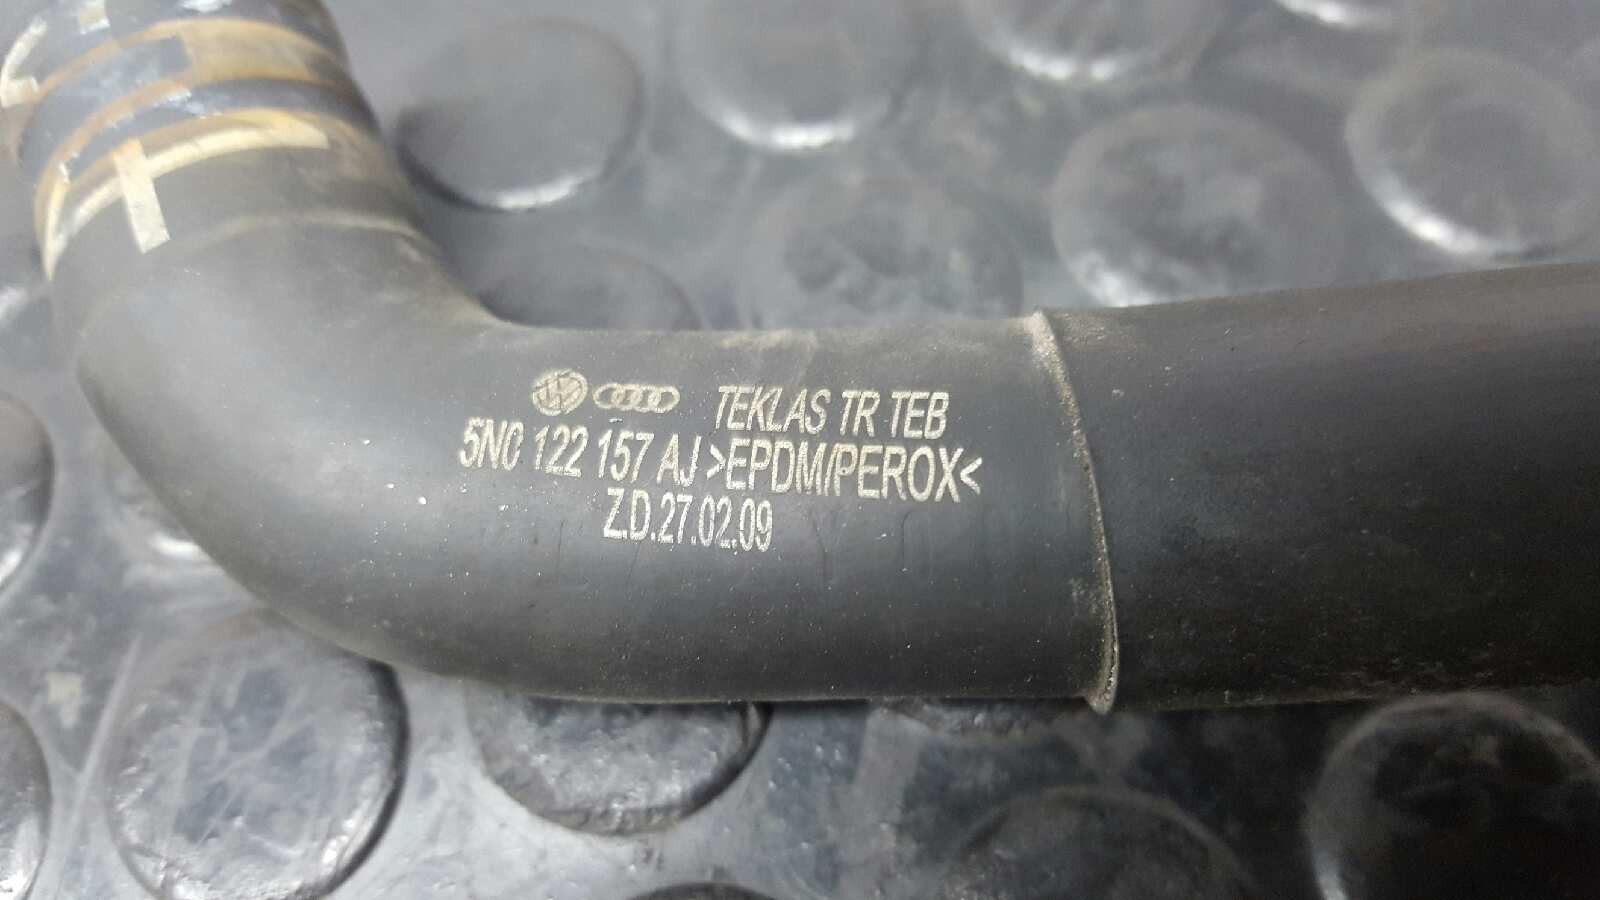 TEKLAS TR TEB
5N0 122 157 AJ >EPDM/PEROX<
Z.D.27.02.09